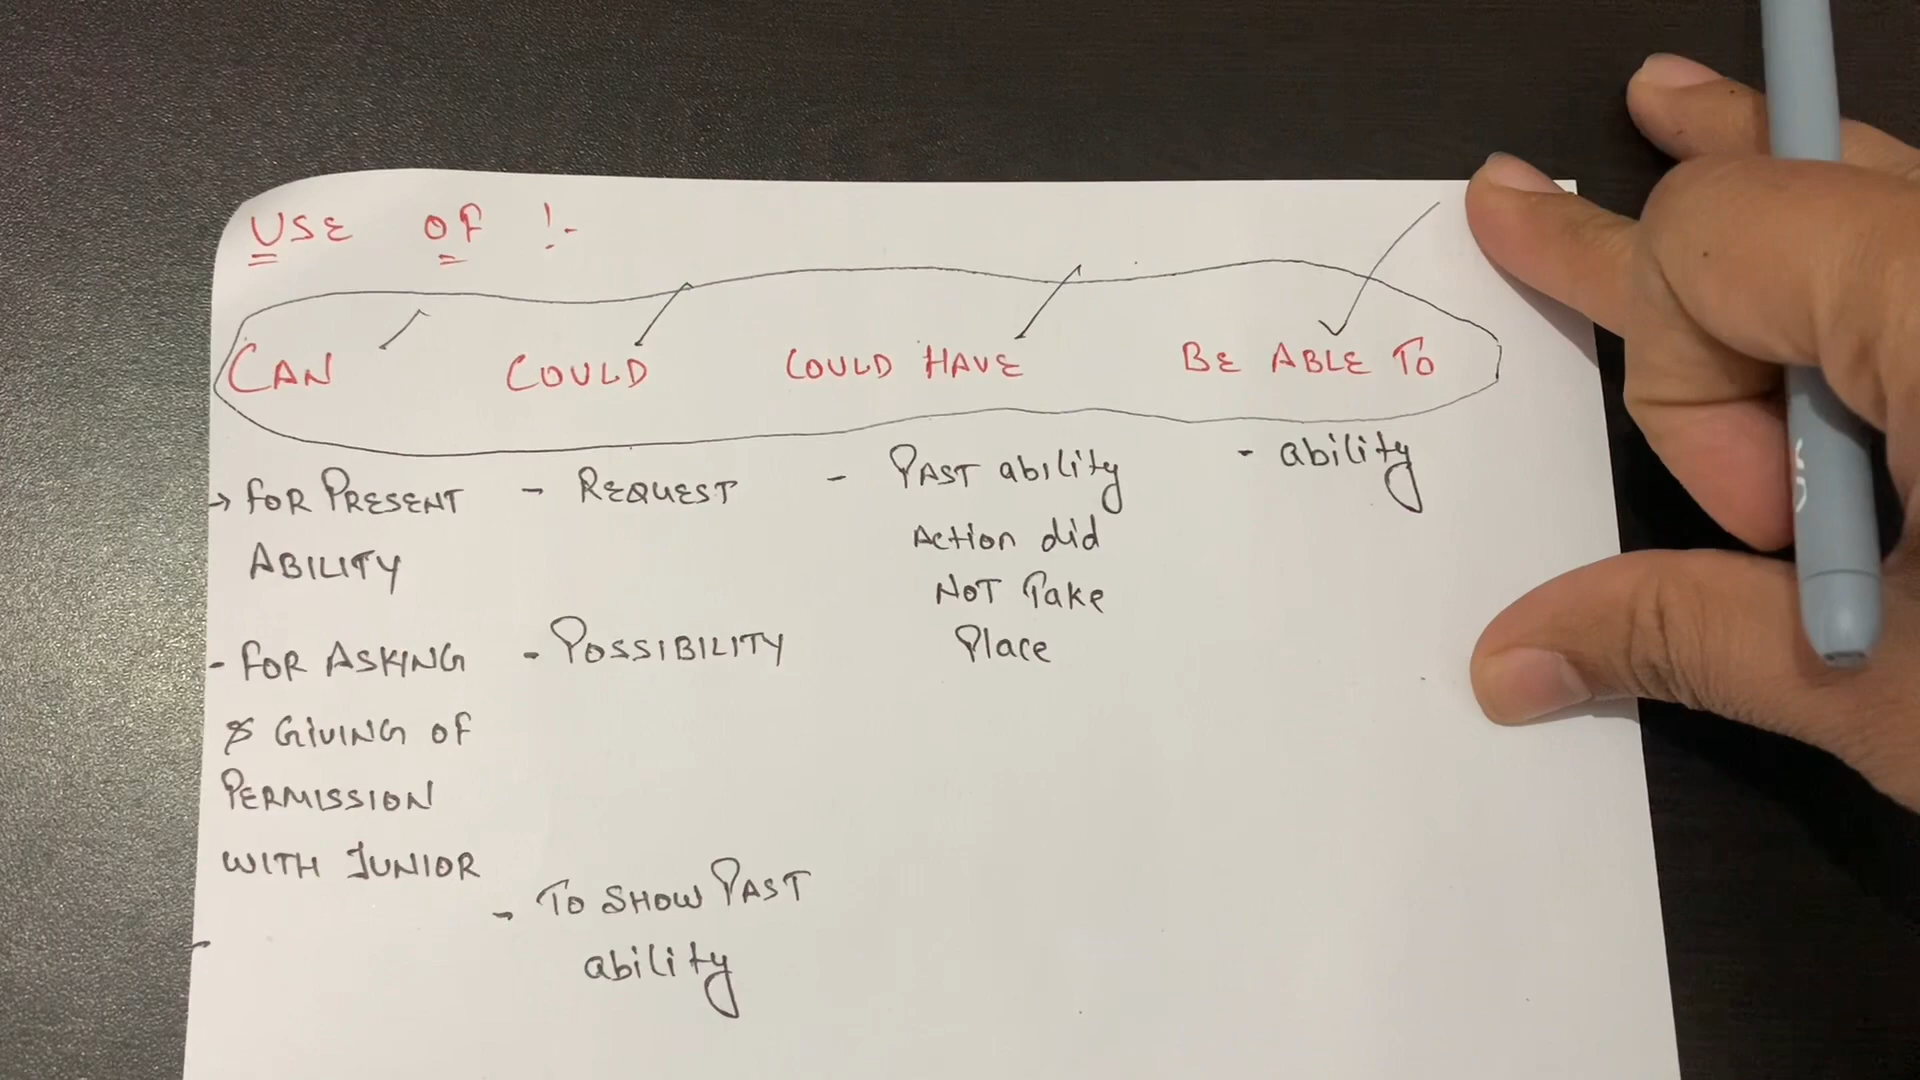 USE OF :-
CAN COULD COULD HAVE BE ABLE TO
→ FOR PRESENT
ABILITY
- FOR ASKING
& GIVING OF
PERMISSION
WITH JUNIOR
-
- REQUEST
- POSSIBILITY
- TO SHOW PAST
ability
- PAST ability
Action did
NOT Take
Place
- ability